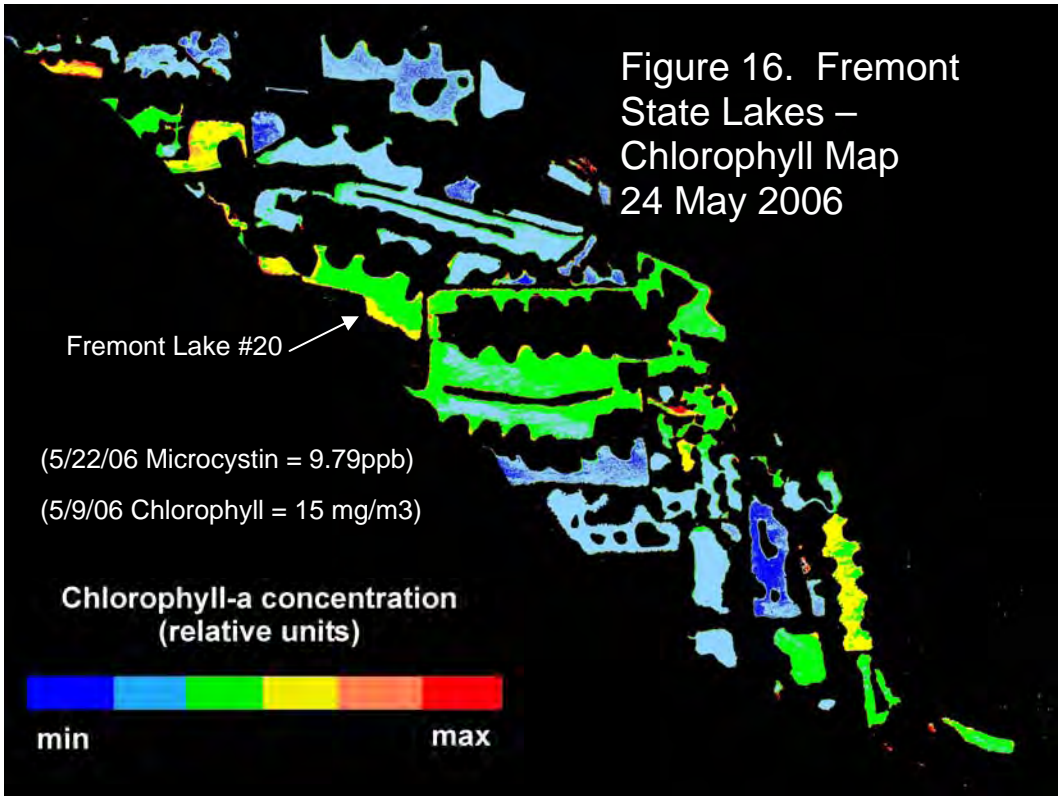 Figure 16.  Fremont
State Lakes –
Chlorophyll Map
24 May 2006
Fremont Lake #20
(5/22/06 Microcystin = 9.79ppb)
(5/9/06 Chlorophyll = 15 mg/m3)
Chlorophyll-a concentration
(relative units)
min max